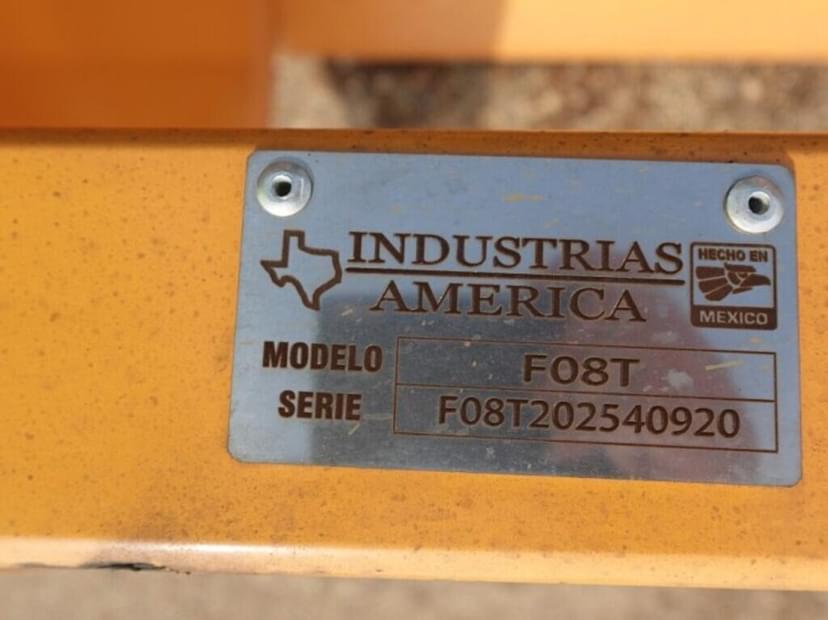 INDUSTRIAS
AMERICA
HECHO EN
MEXICO
MODELO F08T
SERIE F08T202540920